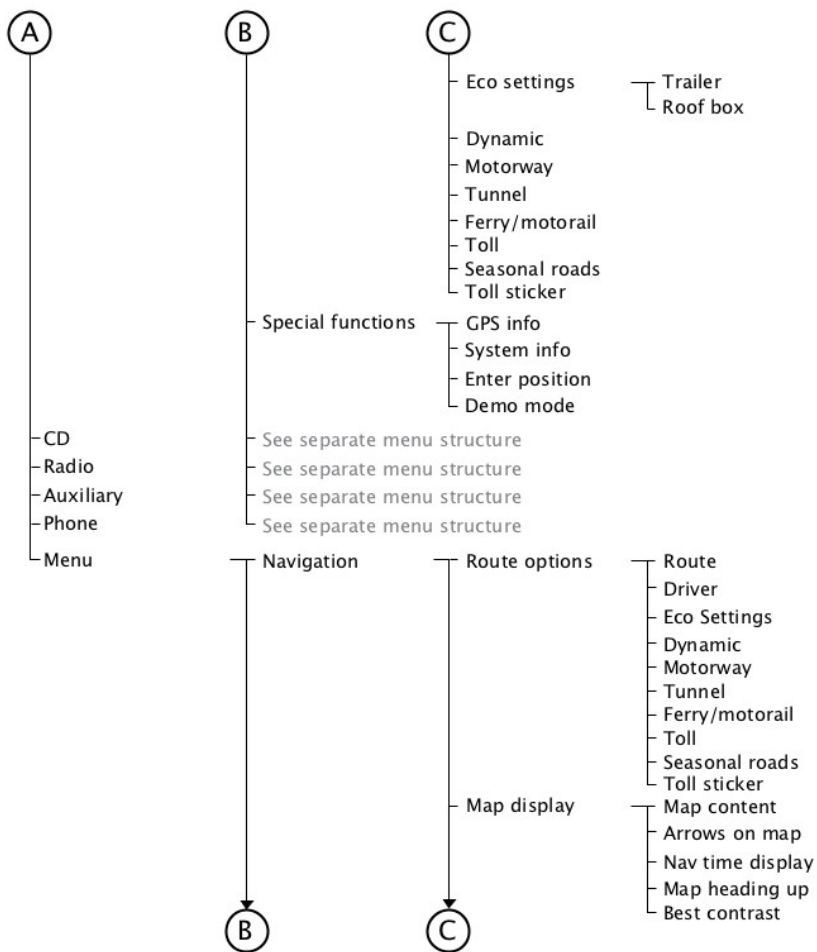 A B C
Eco settings Trailer
Roof box
Dynamic
Motorway
Tunnel
Ferry/motorail
Toll
Seasonal roads
Toll sticker
Special functions GPS info
System info
Enter position
Demo mode
CD See separate menu structure
Radio See separate menu structure
Auxiliary See separate menu structure
Phone See separate menu structure
Menu Navigation Route options Route
Driver
Eco Settings
Dynamic
Motorway
Tunnel
Ferry/motorail
Toll
Seasonal roads
Toll sticker
Map display Map content
Arrows on map
Nav time display
Map heading up
Best contrast
B C